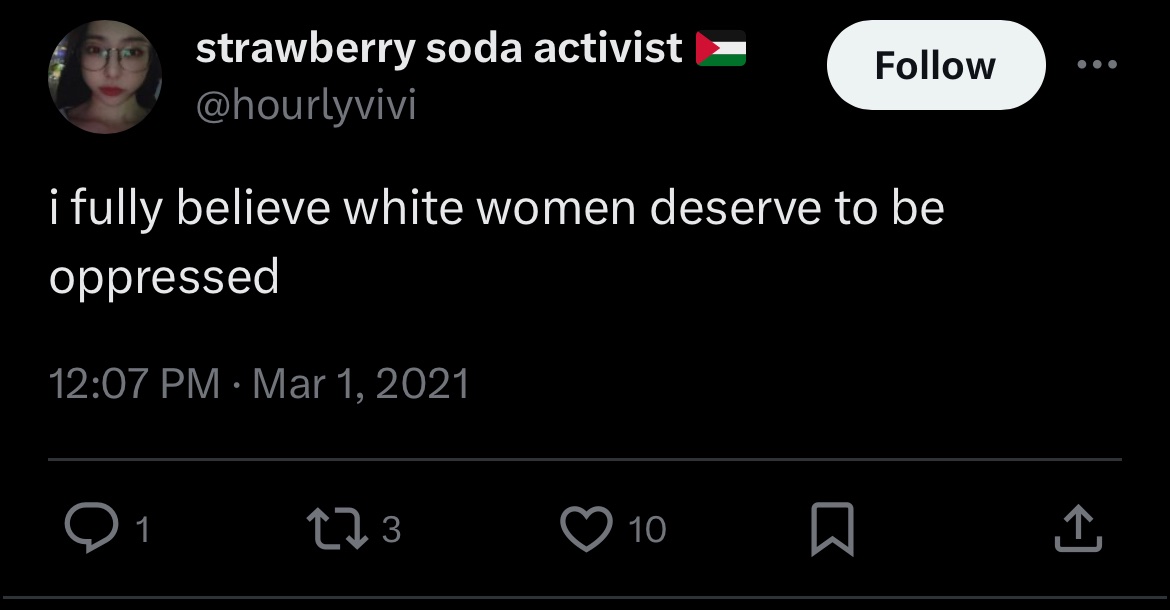 strawberry soda activist 🇵🇸
Follow
@hourlyvivi
i fully believe white women deserve to be
oppressed
12:07 PM · Mar 1, 2021
1 3 10